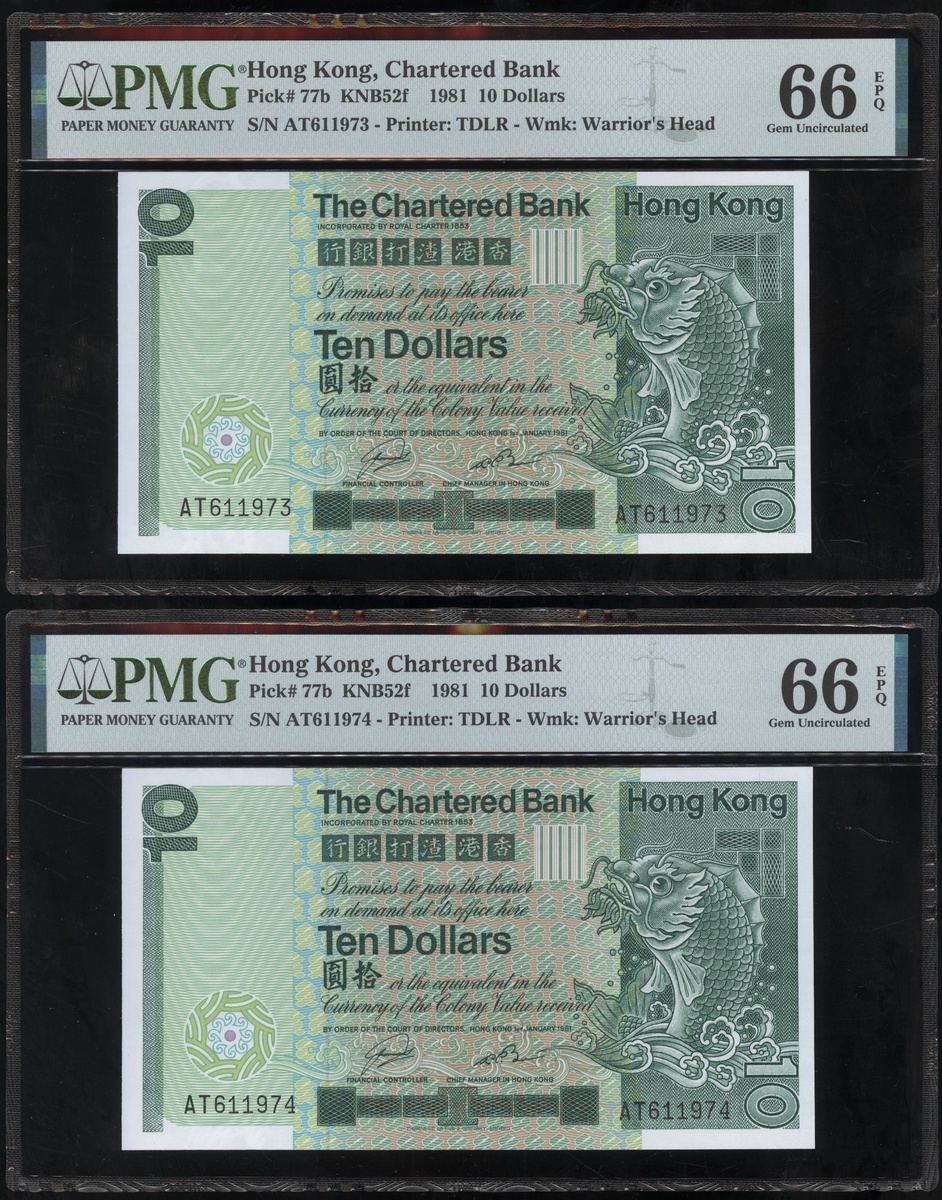 PMG®
PAPER MONEY GUARANTY
Hong Kong, Chartered Bank
Pick# 77b KNB52f 1981 10 Dollars
S/N AT611973 - Printer: TDLR - Wmk: Warrior's Head
66 EPQ
Gem Uncirculated
10
The Chartered Bank
INCORPORATED BY ROYAL CHARTER 1853
行銀打渣港香
Promises to pay the bearer
on demand at its office here
Ten Dollars
圓拾 or the equivalent in the
Currency of the Colony, Value received
BY ORDER OF THE COURT OF DIRECTORS, HONG KONG 1ST JANUARY 1981
FINANCIAL CONTROLLER CHIEF MANAGER IN HONG KONG
AT611973
Hong Kong
10
AT611973
PMG®
PAPER MONEY GUARANTY
Hong Kong, Chartered Bank
Pick# 77b KNB52f 1981 10 Dollars
S/N AT611974 - Printer: TDLR - Wmk: Warrior's Head
66 EPQ
Gem Uncirculated
10
The Chartered Bank
INCORPORATED BY ROYAL CHARTER 1853
行銀打渣港香
Promises to pay the bearer
on demand at its office here
Ten Dollars
圓拾 or the equivalent in the
Currency of the Colony, Value received
BY ORDER OF THE COURT OF DIRECTORS, HONG KONG 1ST JANUARY 1981
FINANCIAL CONTROLLER CHIEF MANAGER IN HONG KONG
AT611974
Hong Kong
10
AT611974